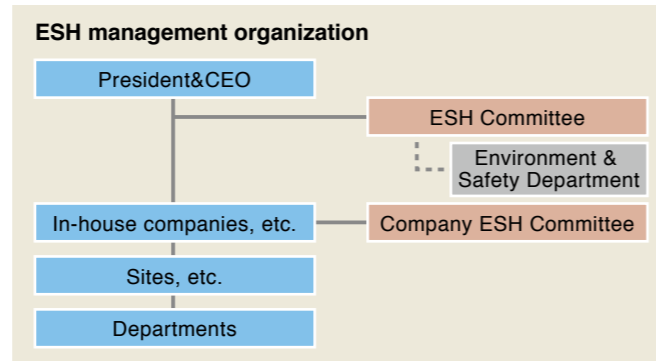 ESH management organization
President&CEO
ESH Committee
Environment &
Safety Department
In-house companies, etc.
Company ESH Committee
Sites, etc.
Departments